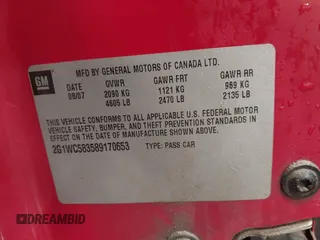 GM
MFD BY GENERAL MOTORS OF CANADA LTD.
DATE GVWR GAWR FRT GAWR RR
08/07 2090 KG 1121 KG 969 KG
4605 LB 2470 LB 2135 LB
THIS VEHICLE CONFORMS TO ALL APPLICABLE U.S. FEDERAL MOTOR
VEHICLE SAFETY, BUMPER, AND THEFT PREVENTION STANDARDS IN
EFFECT ON THE DATE OF MANUFACTURE SHOWN ABOVE.
2G1WC583589170653 TYPE: PASS CAR
DREAMBID